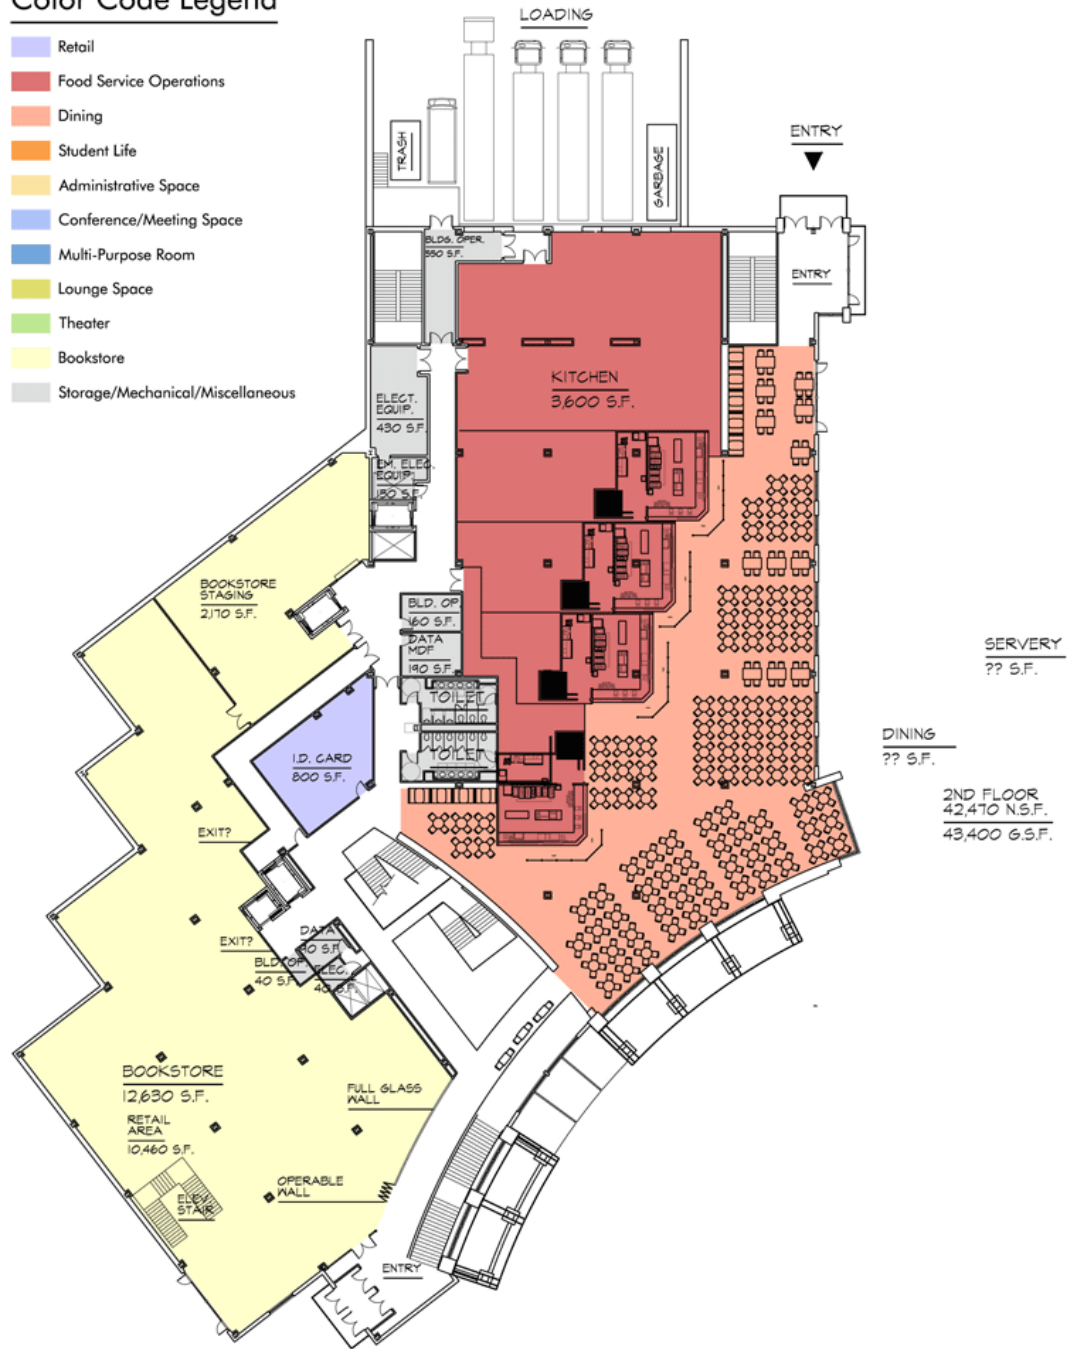 Color Code Legend
Retail
Food Service Operations
Dining
Student Life
Administrative Space
Conference/Meeting Space
Multi-Purpose Room
Lounge Space
Theater
Bookstore
Storage/Mechanical/Miscellaneous
LOADING
TRASH
GARBAGE
ENTRY
BLDG. OPER.
550 S.F.
ENTRY
KITCHEN
3,600 S.F.
ELECT.
EQUIP.
430 S.F.
EM. ELEC.
EQUIP.
150 S.F.
BOOKSTORE
STAGING
2,170 S.F.
BLD. OP.
160 S.F.
DATA
MDF
190 S.F.
TOILET
TOILET
I.D. CARD
800 S.F.
SERVERY
?? S.F.
DINING
?? S.F.
2ND FLOOR
42,470 N.S.F.
43,400 G.S.F.
EXIT?
EXIT?
DATA
90 S.F.
BLD. OP.
40 S.F.
ELEC.
40 S.F.
BOOKSTORE
12,630 S.F.
RETAIL
AREA
10,460 S.F.
FULL GLASS
WALL
OPERABLE
WALL
ELEV.
STAIR
ENTRY